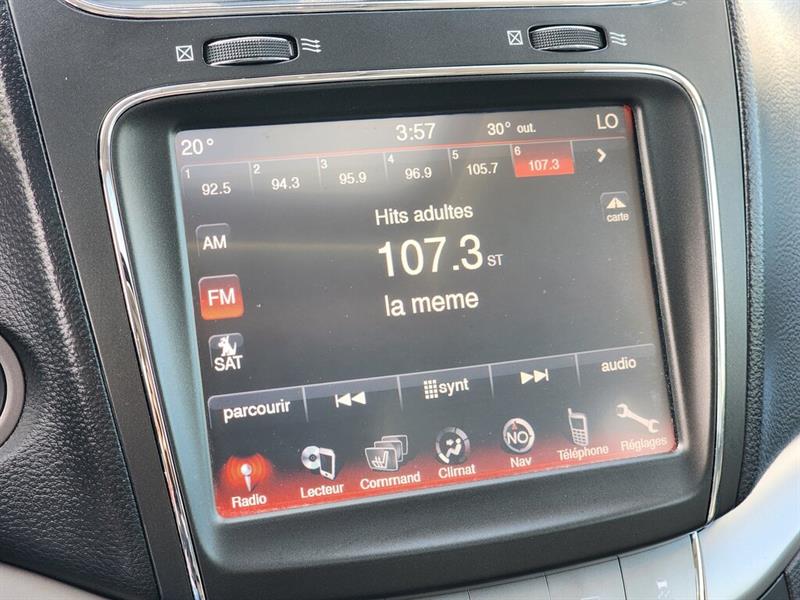 20° 3:57 30° out. LO
1 92.5 2 94.3 3 95.9 4 96.9 5 105.7 6 107.3
carte
Hits adultes
AM
107.3 ST
FM
la meme
SAT
parcourir synt audio
Radio Lecteur Command Climat NO Nav Téléphone Réglages